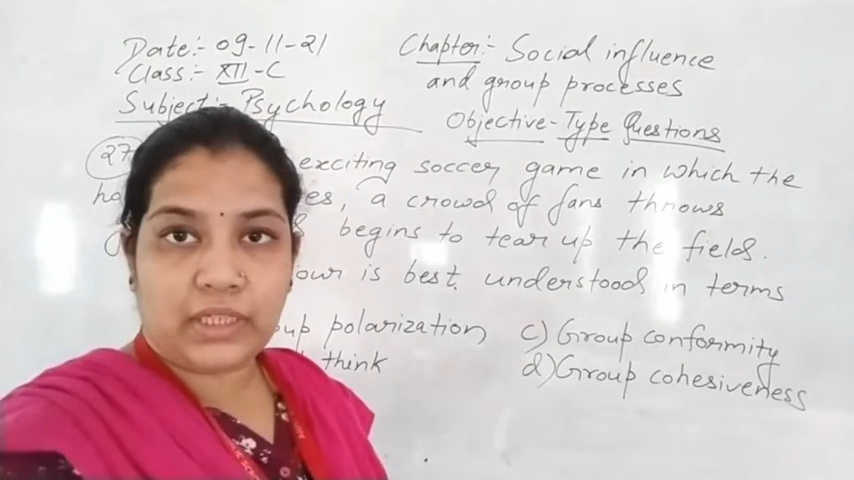 Date:- 09-11-21
Class:- XII-C
Subject:- Psychology
Chapter:- Social influence
and group processes
Objective-Type Questions
27
exciting soccer game in which the
es, a crowd of fans throws
begins to tear up the fields.
our is best understood in terms
up polarization
think
c) Group conformity
d) Group cohesiveness